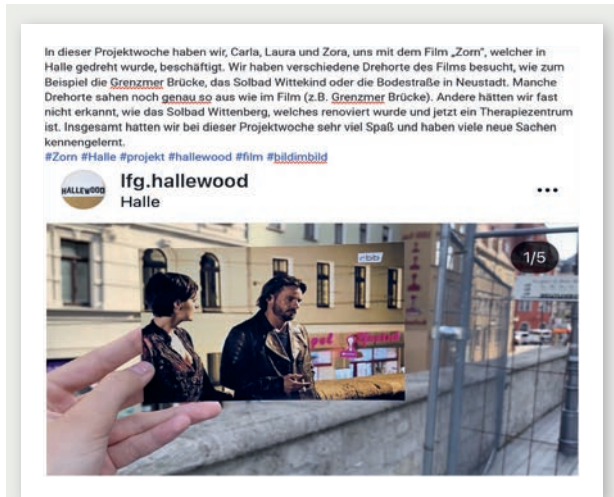 In dieser Projektwoche haben wir, Carla, Laura und Zora, uns mit dem Film „Zorn", welcher in
Halle gedreht wurde, beschäftigt. Wir haben verschiedene Drehorte des Films besucht, wie zum
Beispiel die Grenzmer Brücke, das Solbad Wittekind oder die Bodestraße in Neustadt. Manche
Drehorte sahen noch genau so aus wie im Film (z.B. Grenzmer Brücke). Andere hätten wir fast
nicht erkannt, wie das Solbad Wittenberg, welches renoviert wurde und jetzt ein Therapiezentrum
ist. Insgesamt hatten wir bei dieser Projektwoche sehr viel Spaß und haben viele neue Sachen
kennengelernt.
#Zorn #Halle #projekt #hallewood #film #bildimbild
HALLEWOOD
lfg.hallewood
Halle
rbb
1/5